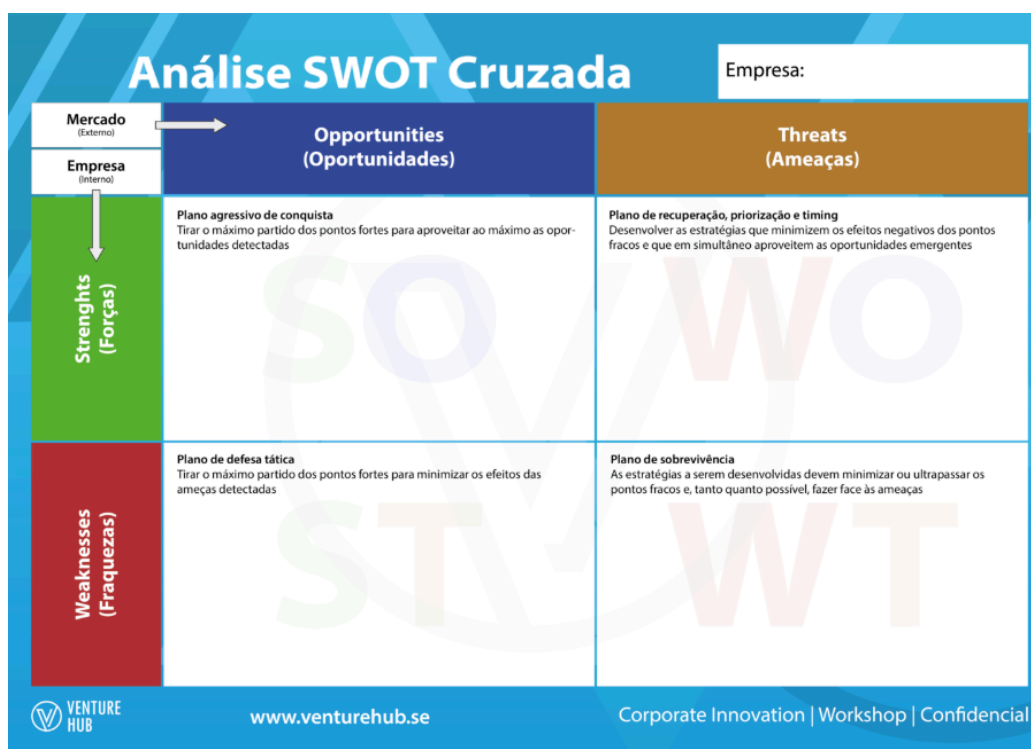 Análise SWOT Cruzada
Empresa:
Mercado
(Externo)
Empresa
(Interno)
Opportunities
(Oportunidades)
Threats
(Ameaças)
Strenghts
(Forças)
Plano agressivo de conquista
Tirar o máximo partido dos pontos fortes para aproveitar ao máximo as opor-
tunidades detectadas
SO
Plano de recuperação, priorização e timing
Desenvolver as estratégias que minimizem os efeitos negativos dos pontos
fracos e que em simultâneo aproveitem as oportunidades emergentes
WO
Weaknesses
(Fraquezas)
Plano de defesa tática
Tirar o máximo partido dos pontos fortes para minimizar os efeitos das
ameças detectadas
ST
Plano de sobrevivência
As estratégias a serem desenvolvidas devem minimizar ou ultrapassar os
pontos fracos e, tanto quanto possível, fazer face às ameaças
WT
VENTURE
HUB
www.venturehub.se
Corporate Innovation | Workshop | Confidencial